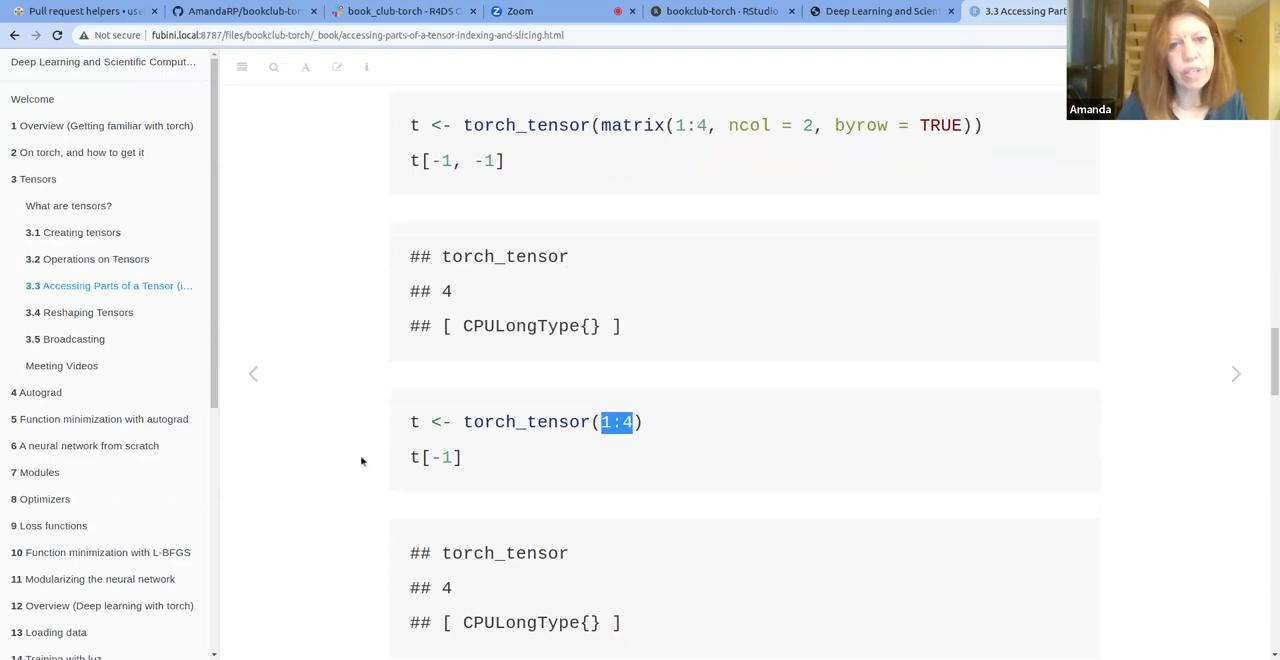 Pull request helpers • use
AmandaRP/bookclub-tor
book_club-torch - R4DS C
Zoom
bookclub-torch - RStudio
Deep Learning and Scient
3.3 Accessing Part
Not secure
fubini.local:8787/files/bookclub-torch/_book/accessing-parts-of-a-tensor-indexing-and-slicing.html
Amanda
Deep Learning and Scientific Comput...
Welcome
1 Overview (Getting familiar with torch)
2 On torch, and how to get it
3 Tensors
What are tensors?
3.1 Creating tensors
3.2 Operations on Tensors
3.3 Accessing Parts of a Tensor (i...
3.4 Reshaping Tensors
3.5 Broadcasting
Meeting Videos
4 Autograd
5 Function minimization with autograd
6 A neural network from scratch
7 Modules
8 Optimizers
9 Loss functions
10 Function minimization with L-BFGS
11 Modularizing the neural network
12 Overview (Deep learning with torch)
13 Loading data
14 Training with luz
t <- torch_tensor(matrix(1:4, ncol = 2, byrow = TRUE))
t[-1, -1]
## torch_tensor
## 4
## [ CPULongType{} ]
t <- torch_tensor(1:4)
t[-1]
## torch_tensor
## 4
## [ CPULongType{} ]